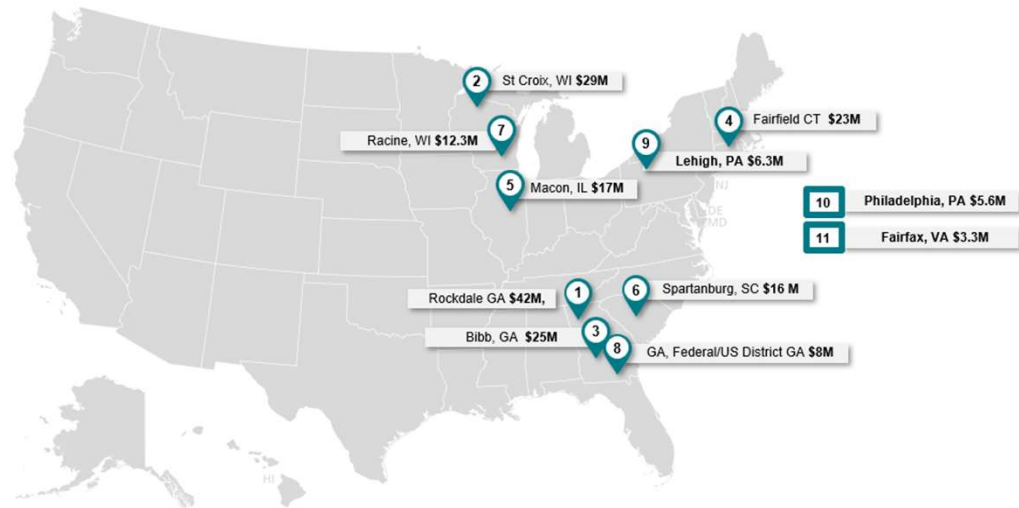 2 St Croix, WI $29M
7 Racine, WI $12.3M
4 Fairfield CT $23M
9 Lehigh, PA $6.3M
5 Macon, IL $17M
NJ
DE
MD
10 Philadelphia, PA $5.6M
11 Fairfax, VA $3.3M
1 Rockdale GA $42M,
6 Spartanburg, SC $16 M
3 Bibb, GA $25M
8 GA, Federal/US District GA $8M
HI